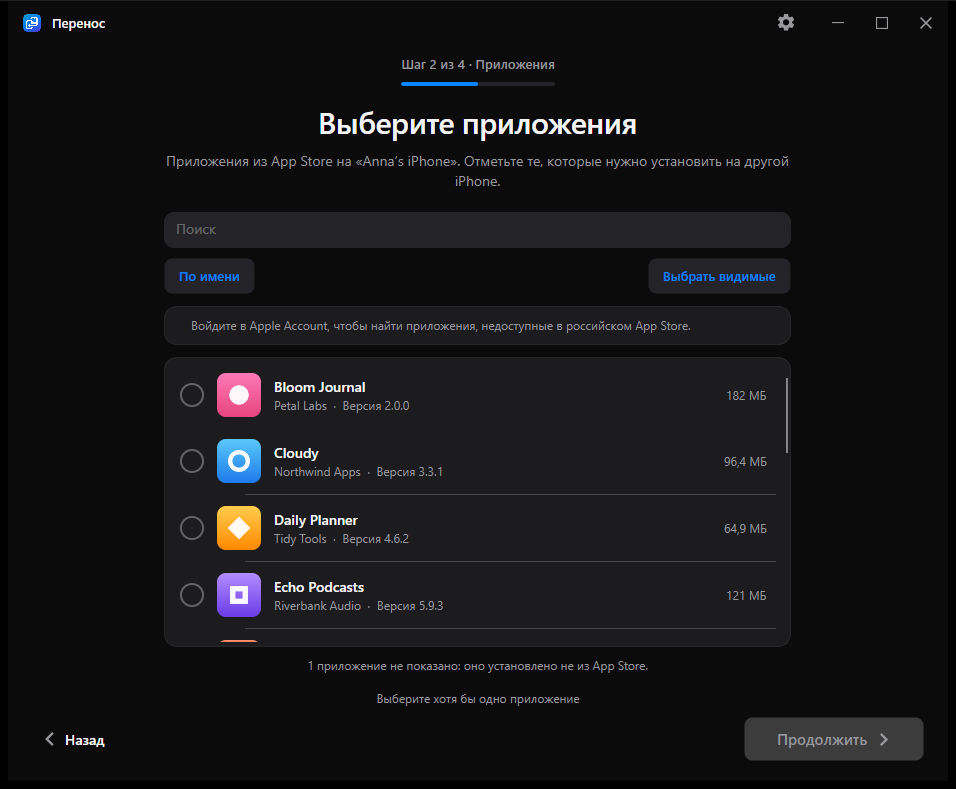 Перенос
Шаг 2 из 4 · Приложения
Выберите приложения
Приложения из App Store на «Anna’s iPhone». Отметьте те, которые нужно установить на другой
iPhone.
Поиск
По имени
Выбрать видимые
Войдите в Apple Account, чтобы найти приложения, недоступные в российском App Store.
Bloom Journal
Petal Labs · Версия 2.0.0
182 МБ
Cloudy
Northwind Apps · Версия 3.3.1
96,4 МБ
Daily Planner
Tidy Tools · Версия 4.6.2
64,9 МБ
Echo Podcasts
Riverbank Audio · Версия 5.9.3
121 МБ
1 приложение не показано: оно установлено не из App Store.
Выберите хотя бы одно приложение
Назад
Продолжить